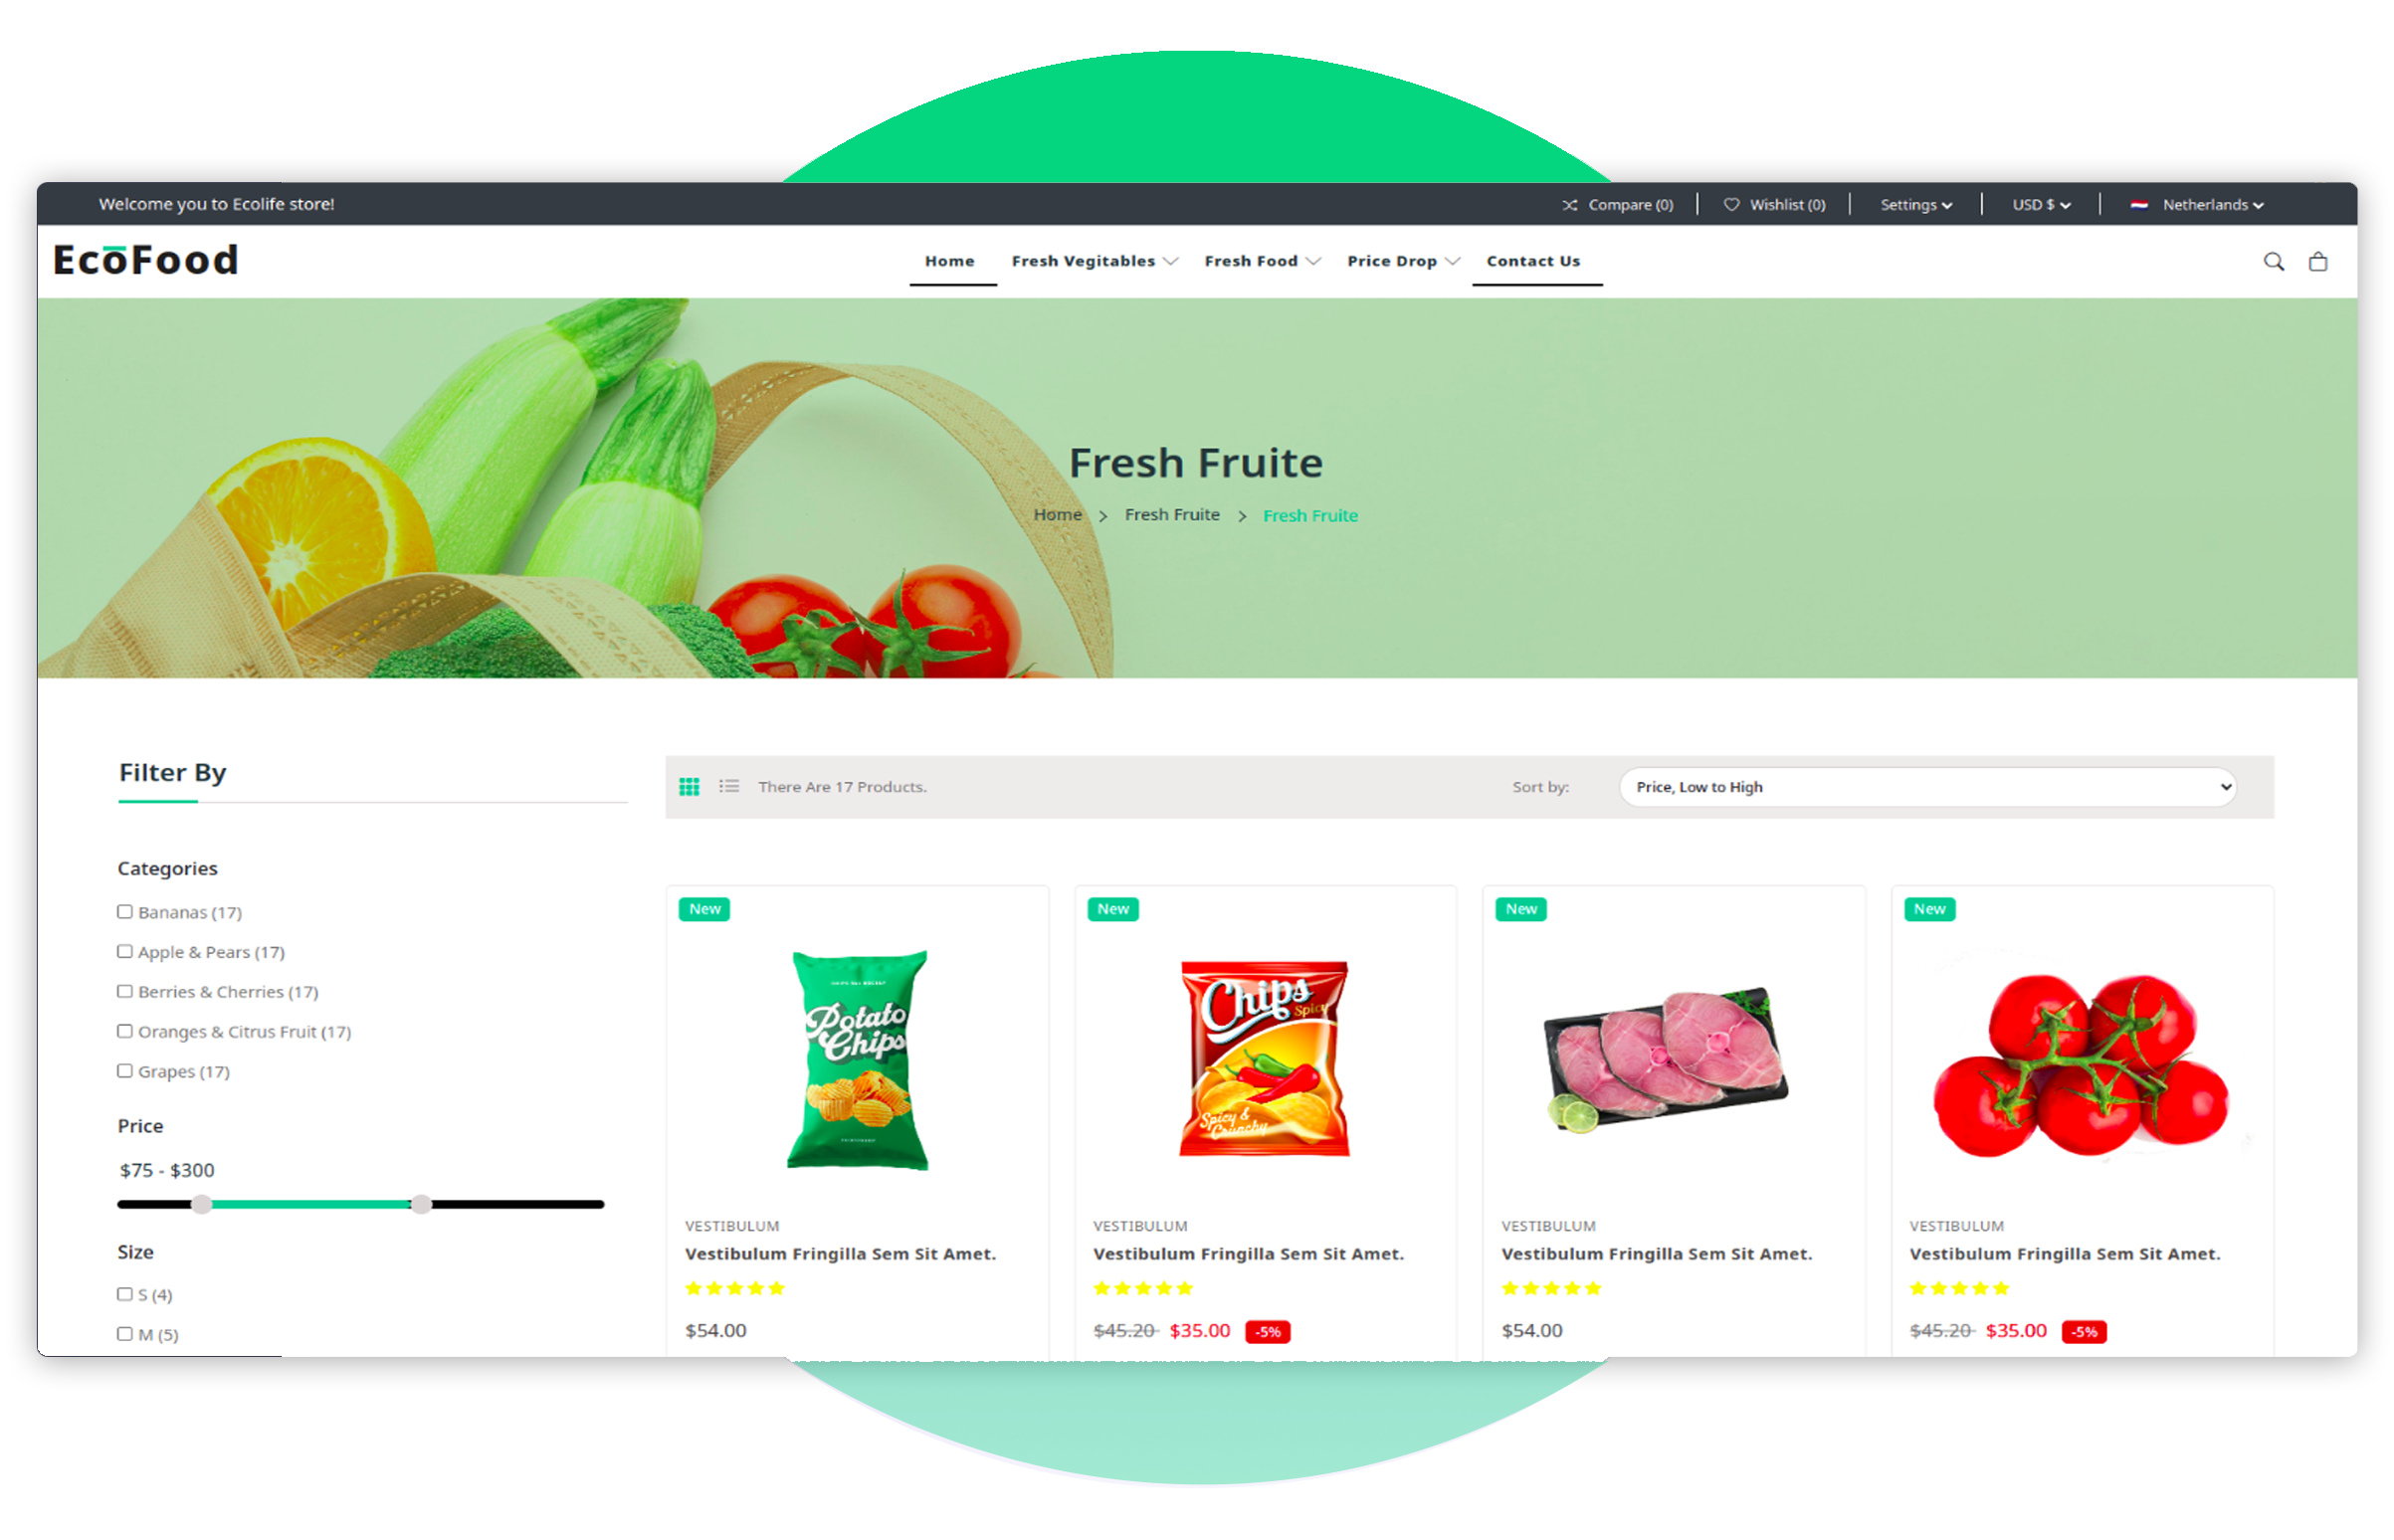 Welcome you to Ecolife store!
Compare (0)
Wishlist (0)
Settings
USD $
Netherlands
EcōFood
Home
Fresh Vegitables
Fresh Food
Price Drop
Contact Us
Fresh Fruite
Home > Fresh Fruite > Fresh Fruite
Filter By
There Are 17 Products.
Sort by:
Price, Low to High
Categories
Bananas (17)
Apple & Pears (17)
Berries & Cherries (17)
Oranges & Citrus Fruit (17)
Grapes (17)
Price
$75 - $300
Size
S (4)
M (5)
New
Potato
Chips
VESTIBULUM
Vestibulum Fringilla Sem Sit Amet.
$54.00
New
Chips
Spicy
Spicy &
Crunchy
VESTIBULUM
Vestibulum Fringilla Sem Sit Amet.
$45.20 $35.00 -5%
New
VESTIBULUM
Vestibulum Fringilla Sem Sit Amet.
$54.00
New
VESTIBULUM
Vestibulum Fringilla Sem Sit Amet.
$45.20 $35.00 -5%